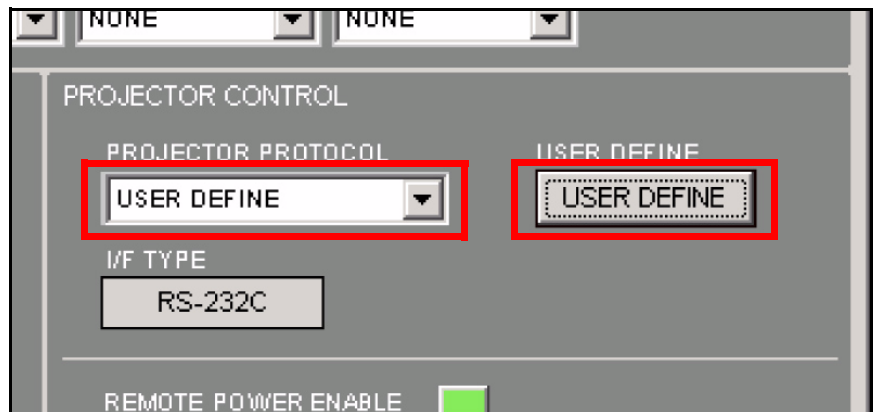 NONE NONE
PROJECTOR CONTROL
PROJECTOR PROTOCOL USER DEFINE
USER DEFINE USER DEFINE
I/F TYPE
RS-232C
REMOTE POWER ENABLE